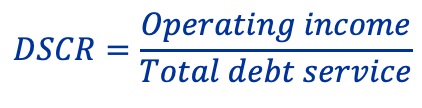 DSCR = Operating income
Total debt service